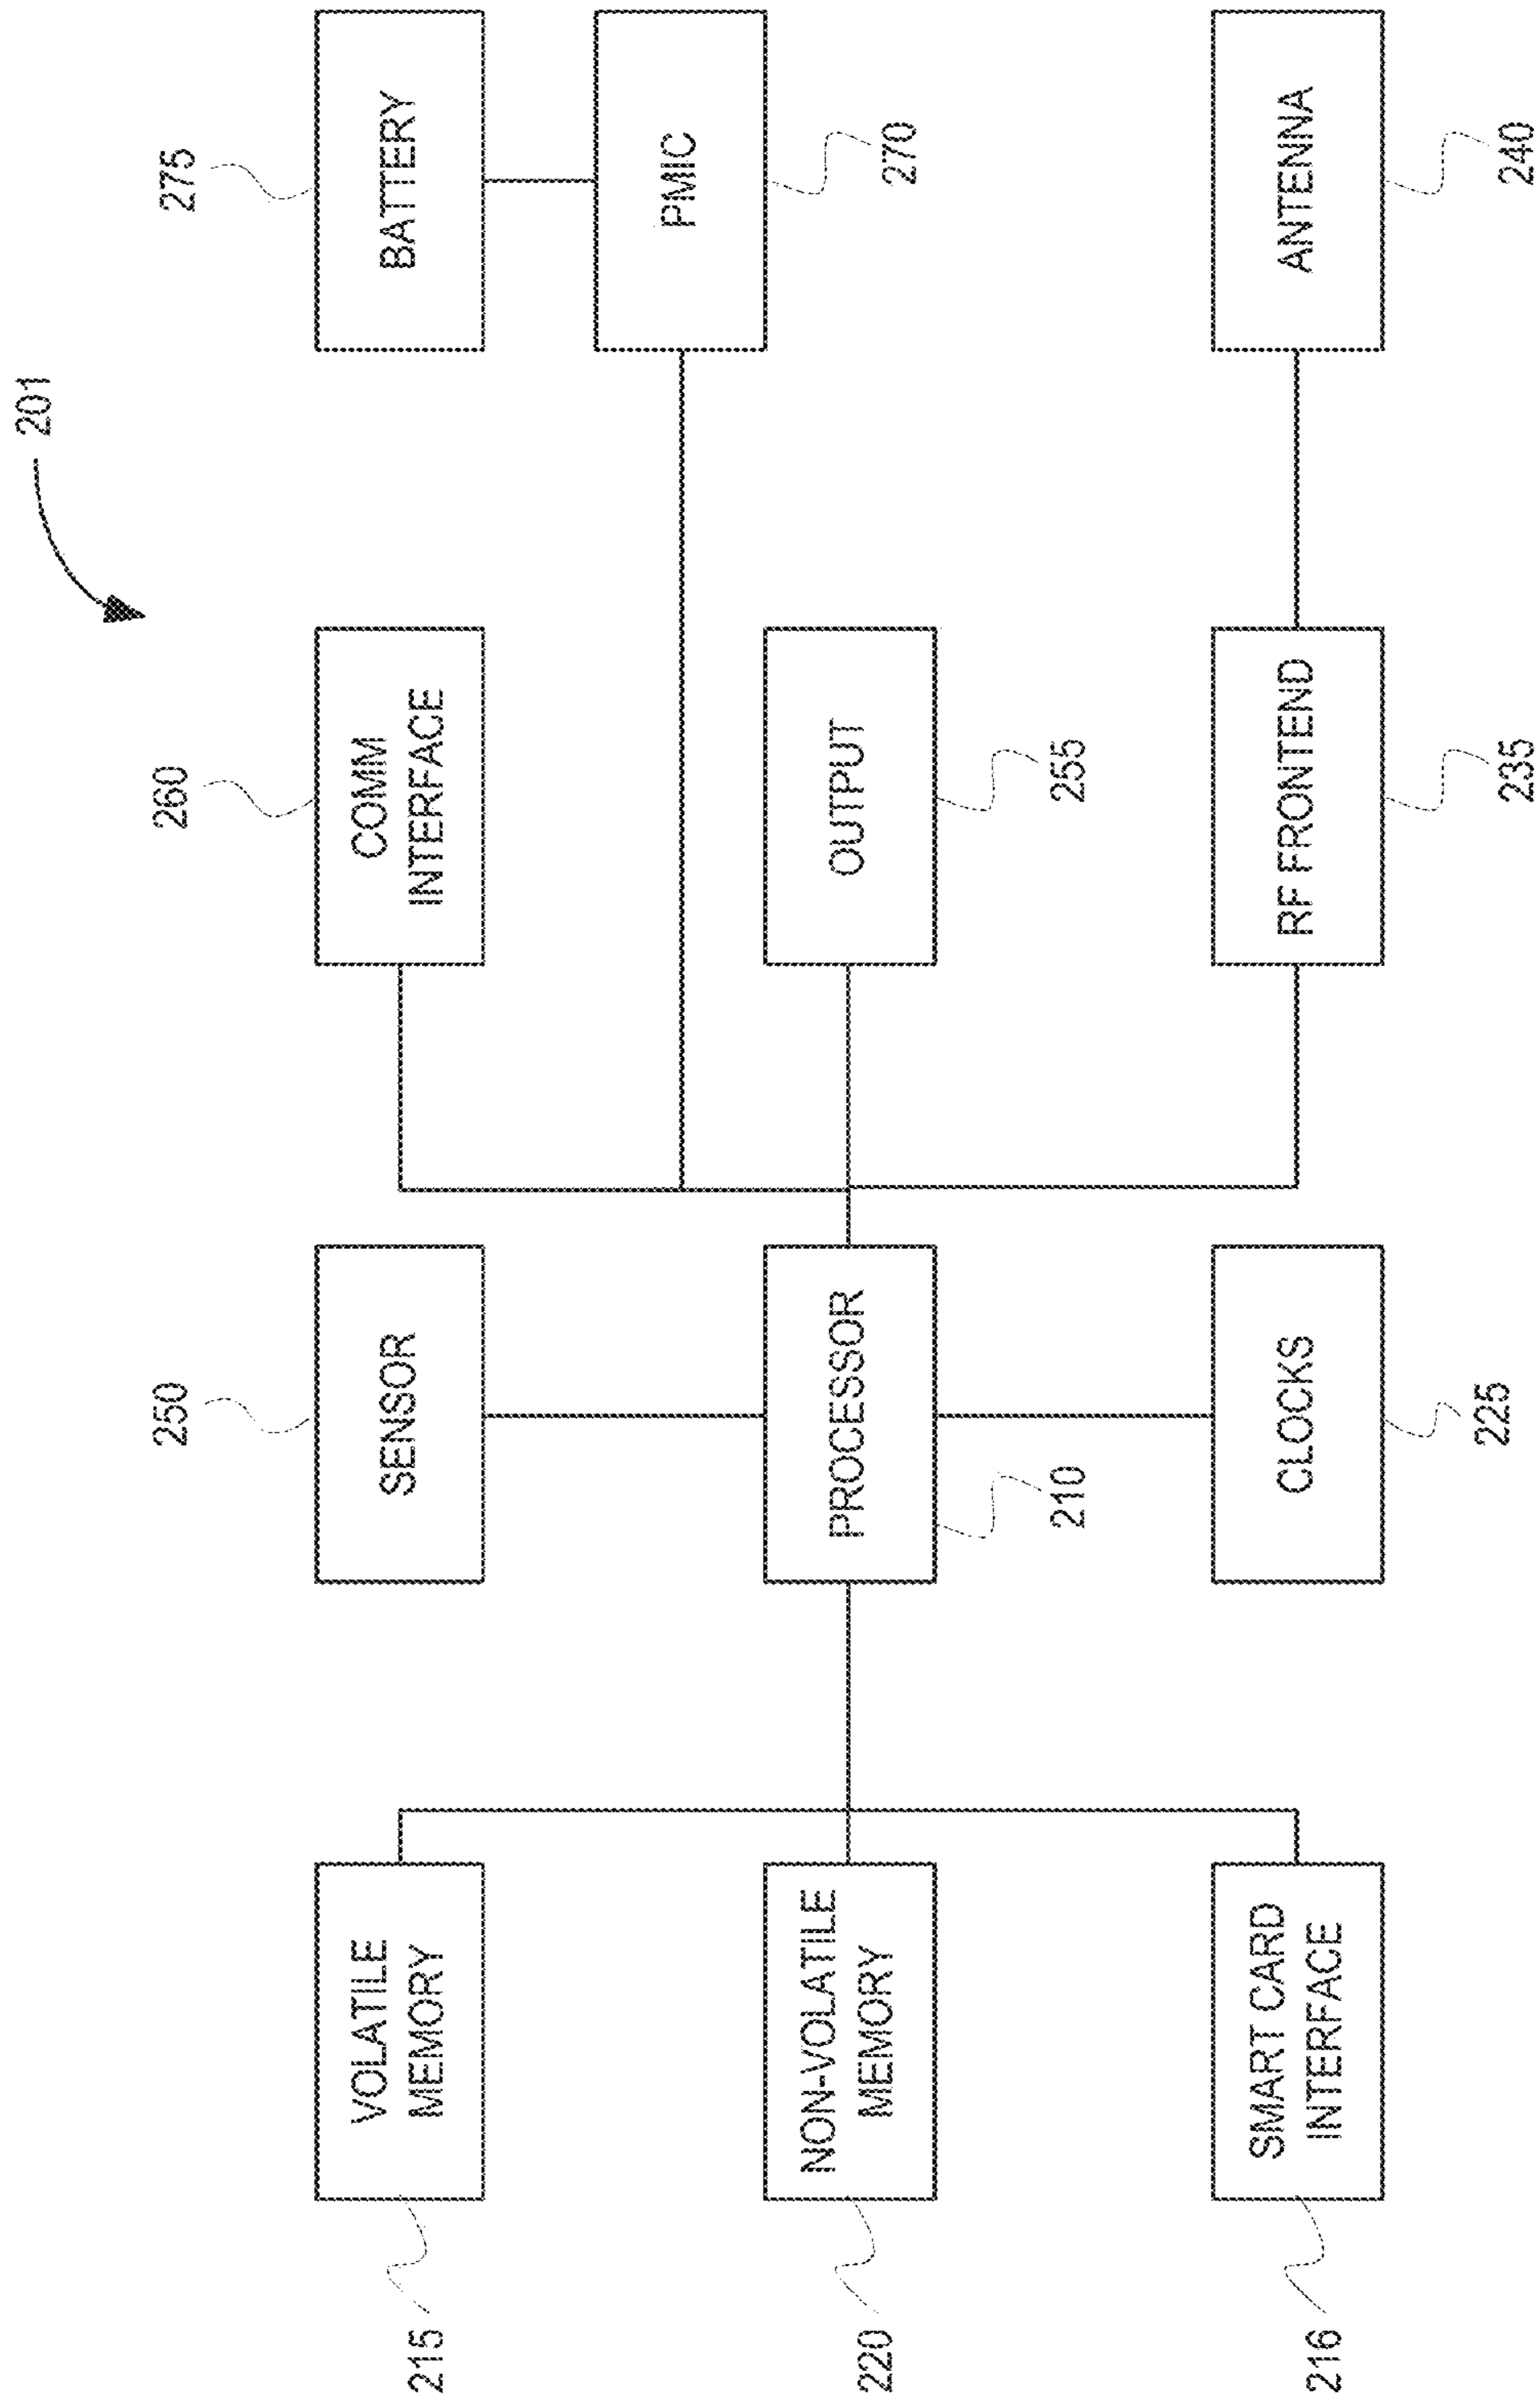 201
215
VOLATILE
MEMORY
250
SENSOR
260
COMM
INTERFACE
275
BATTERY
PMIC
270
220
NON-VOLATILE
MEMORY
PROCESSOR
210
OUTPUT
255
216
SMART CARD
INTERFACE
CLOCKS
225
RF FRONTEND
235
ANTENNA
240